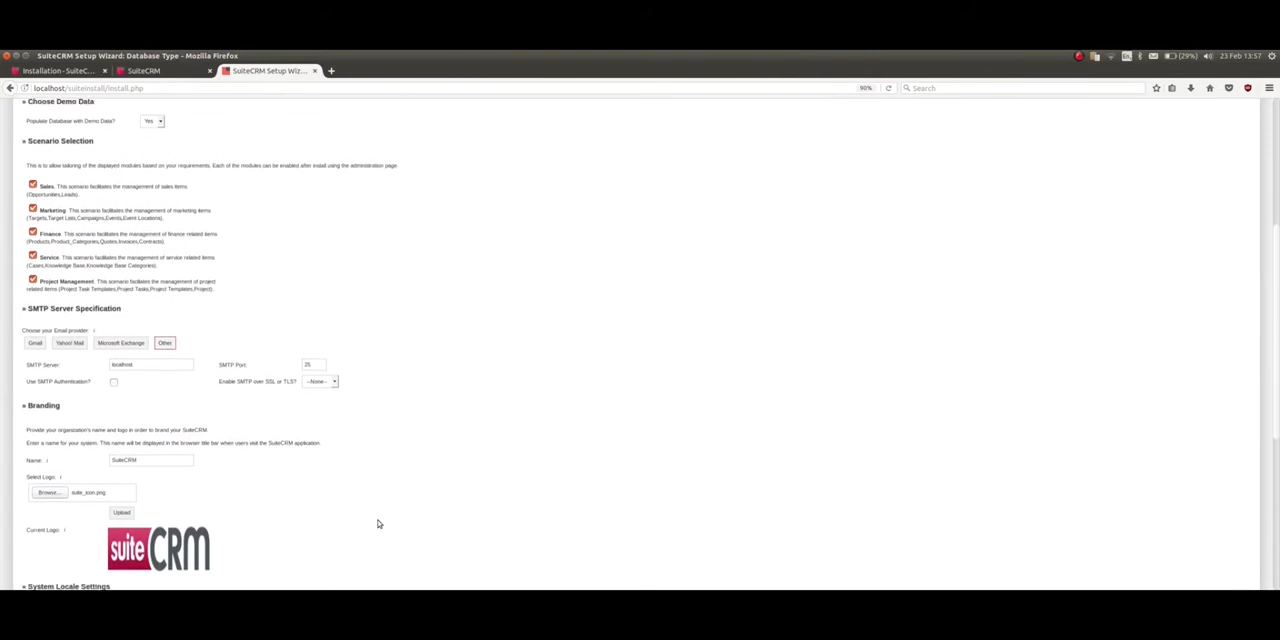 SuiteCRM Setup Wizard: Database Type - Mozilla Firefox
En
(29%)
23 Feb 13:57
Installation - SuiteC... ×
SuiteCRM ×
SuiteCRM Setup Wiz... ×
localhost/suiteinstall/install.php
90%
Search
» Choose Demo Data
Populate Database with Demo Data? Yes
» Scenario Selection
This is to allow tailoring of the displayed modules based on your requirements. Each of the modules can be enabled after install using the administration page.
Sales. This scenario facilitates the management of sales items
(Opportunities,Leads).
Marketing. This scenario facilitates the management of marketing items
(Targets,Target Lists,Campaigns,Events,Event Locations).
Finance. This scenario facilitates the management of finance related items
(Products,Product_Categories,Quotes,Invoices,Contracts).
Service. This scenario facilitates the management of service related items
(Cases,Knowledge Base,Knowledge Base Categories).
Project Management. This scenario facilitates the management of project
related items (Project Task Templates,Project Tasks,Project Templates,Project).
» SMTP Server Specification
Choose your Email provider: i
Gmail Yahoo! Mail Microsoft Exchange Other
SMTP Server: localhost SMTP Port: 25
Use SMTP Authentication? Enable SMTP over SSL or TLS? --None--
» Branding
Provide your organization's name and logo in order to brand your SuiteCRM.
Enter a name for your system. This name will be displayed in the browser title bar when users visit the SuiteCRM application.
Name: i SuiteCRM
Select Logo: i
Browse... suite_icon.png
Upload
Current Logo: i
suiteCRM
» System Locale Settings